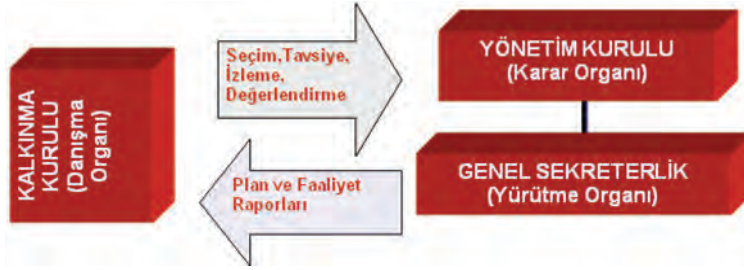 KALKINMA
KURULU
(Danışma
Organı)
Seçim,Tavsiye,
İzleme,
Değerlendirme
Plan ve Faaliyet
Raporları
YÖNETİM KURULU
(Karar Organı)
GENEL SEKRETERLİK
(Yürütme Organı)